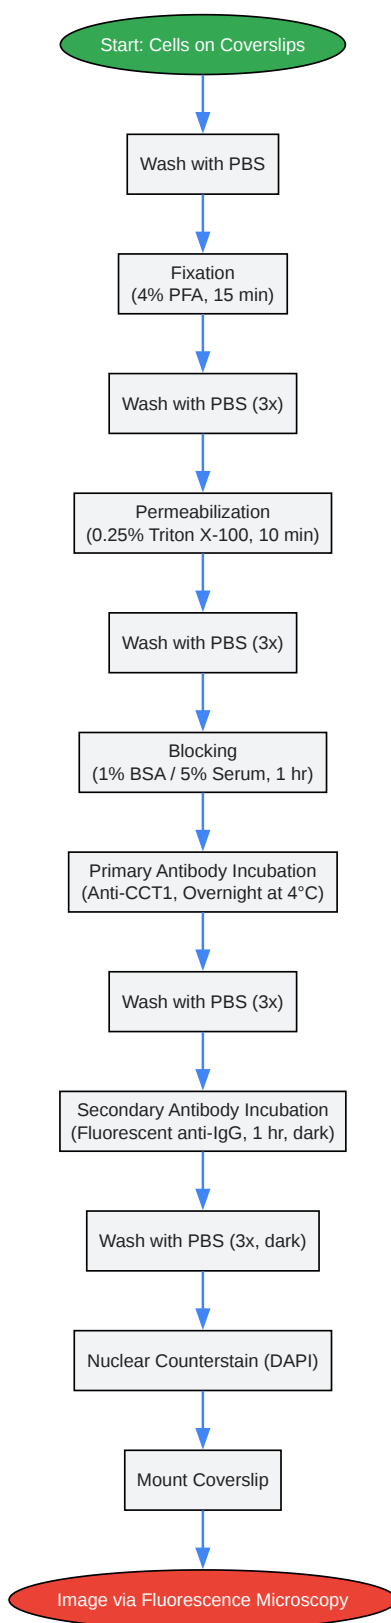 Start: Cells on Coverslips
Wash with PBS
Fixation
(4% PFA, 15 min)
Wash with PBS (3x)
Permeabilization
(0.25% Triton X-100, 10 min)
Wash with PBS (3x)
Blocking
(1% BSA / 5% Serum, 1 hr)
Primary Antibody Incubation
(Anti-CCT1, Overnight at 4°C)
Wash with PBS (3x)
Secondary Antibody Incubation
(Fluorescent anti-IgG, 1 hr, dark)
Wash with PBS (3x, dark)
Nuclear Counterstain (DAPI)
Mount Coverslip
Image via Fluorescence Microscopy